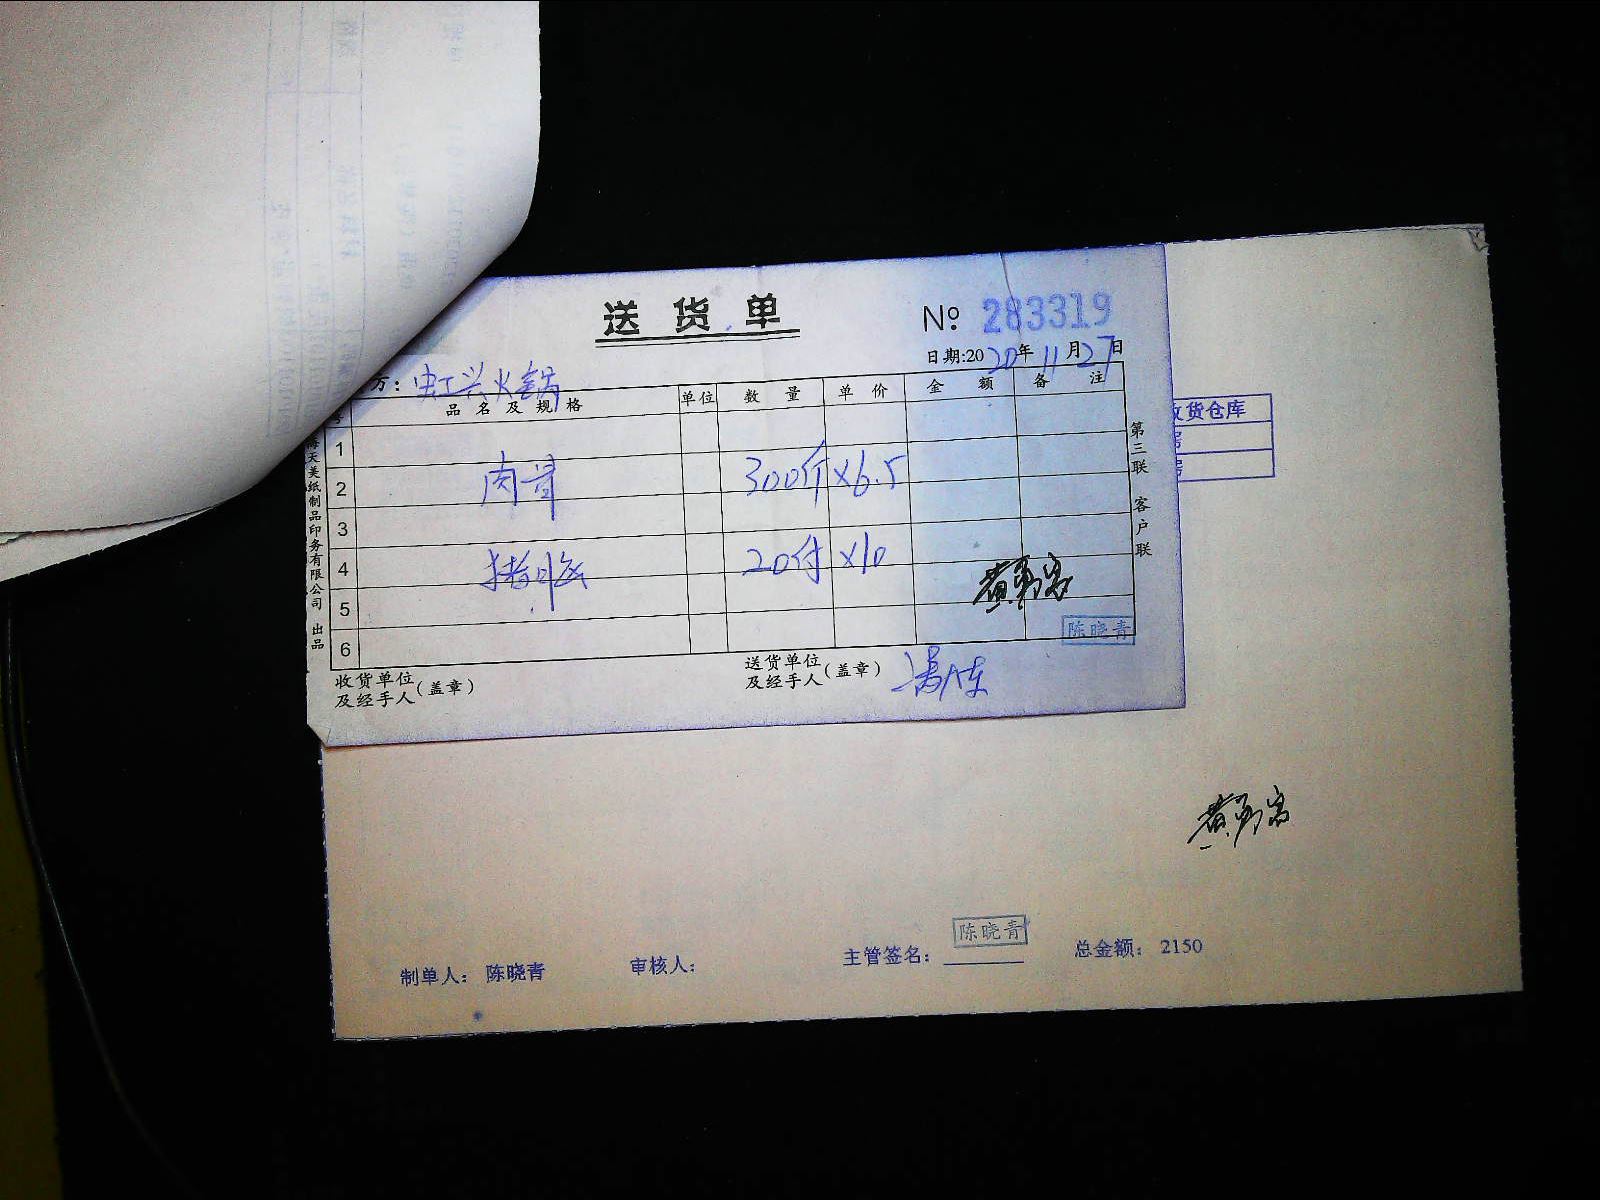 送货单
№ 283319
日期:2020年11月27日
方: 虹兴火锅
品名及规格 单位 数量 单价 金额 备注
1
2 肉 300斤 ×6.5
3
4 猪 20付 ×10
5
6
陈晓青
收货单位
及经手人(盖章)
送货单位
及经手人(盖章)
第三联 客户联
海天美纸制品印务有限公司 出品
收货仓库
房
房
制单人: 陈晓青 审核人: 主管签名: 陈晓青 总金额: 2150